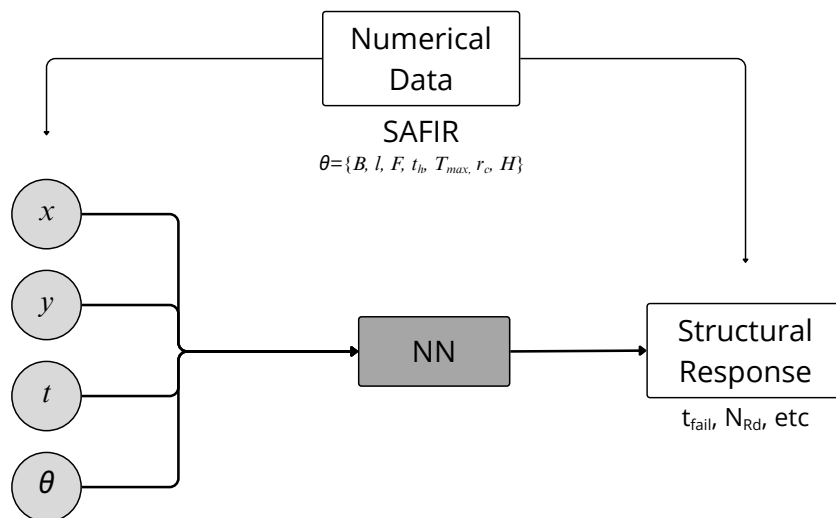 Numerical
Data
SAFIR
θ={B, l, F, t_h, T_max, r_c, H}
x
y
t
θ
NN
Structural
Response
t_fail, N_Rd, etc